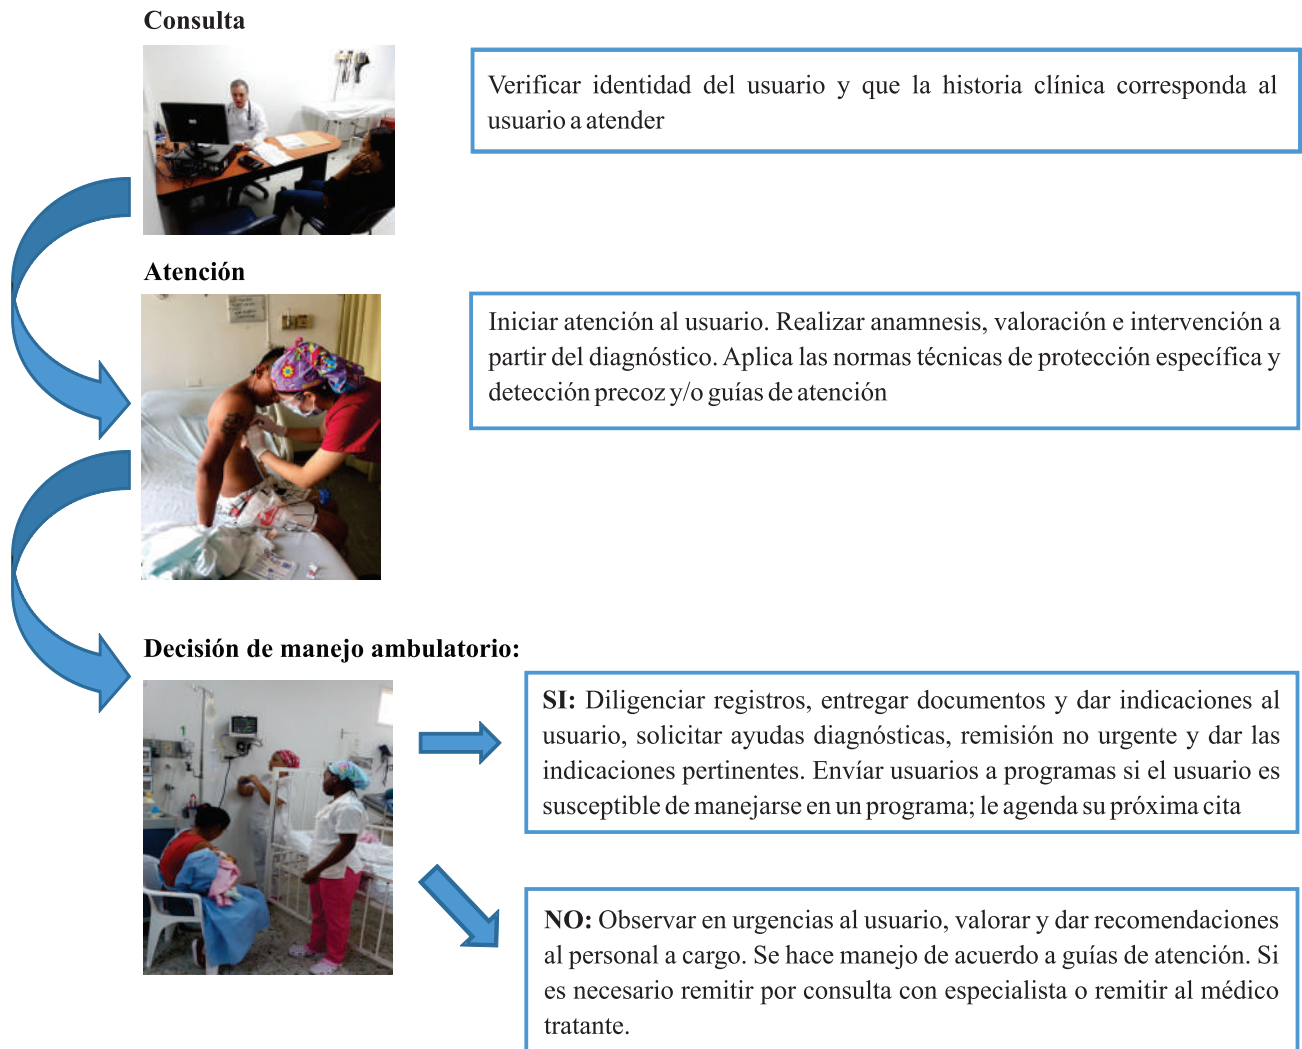 Consulta
Verificar identidad del usuario y que la historia clínica corresponda al
usuario a atender
Atención
Iniciar atención al usuario. Realizar anamnesis, valoración e intervención a
partir del diagnóstico. Aplica las normas técnicas de protección específica y
detección precoz y/o guías de atención
Decisión de manejo ambulatorio:
SI: Diligenciar registros, entregar documentos y dar indicaciones al
usuario, solicitar ayudas diagnósticas, remisión no urgente y dar las
indicaciones pertinentes. Envíar usuarios a programas si el usuario es
susceptible de manejarse en un programa; le agenda su próxima cita
NO: Observar en urgencias al usuario, valorar y dar recomendaciones
al personal a cargo. Se hace manejo de acuerdo a guías de atención. Si
es necesario remitir por consulta con especialista o remitir al médico
tratante.